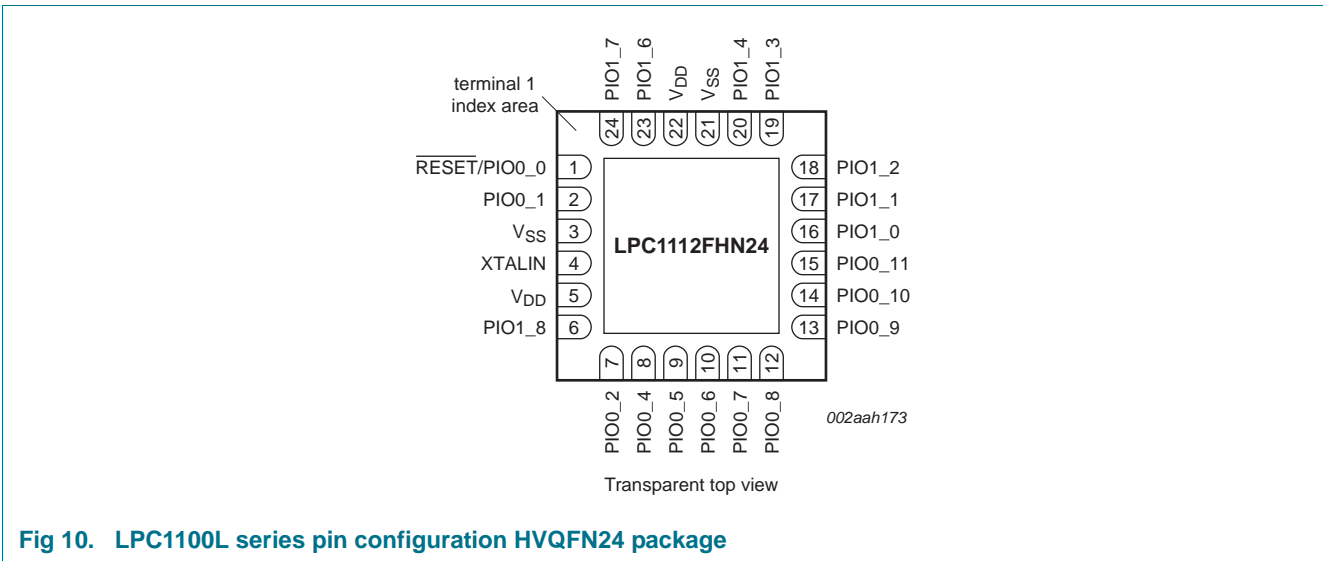 PIO1_7
PIO1_6
VDD
VSS
PIO1_4
PIO1_3
terminal 1
index area
24
23
22
21
20
19
RESET/PIO0_0 1
18 PIO1_2
PIO0_1 2
17 PIO1_1
VSS 3
16 PIO1_0
LPC1112FHN24
XTALIN 4
15 PIO0_11
VDD 5
14 PIO0_10
PIO1_8 6
13 PIO0_9
7
8
9
10
11
12
PIO0_2
PIO0_4
PIO0_5
PIO0_6
PIO0_7
PIO0_8
002aah173
Transparent top view
Fig 10. LPC1100L series pin configuration HVQFN24 package